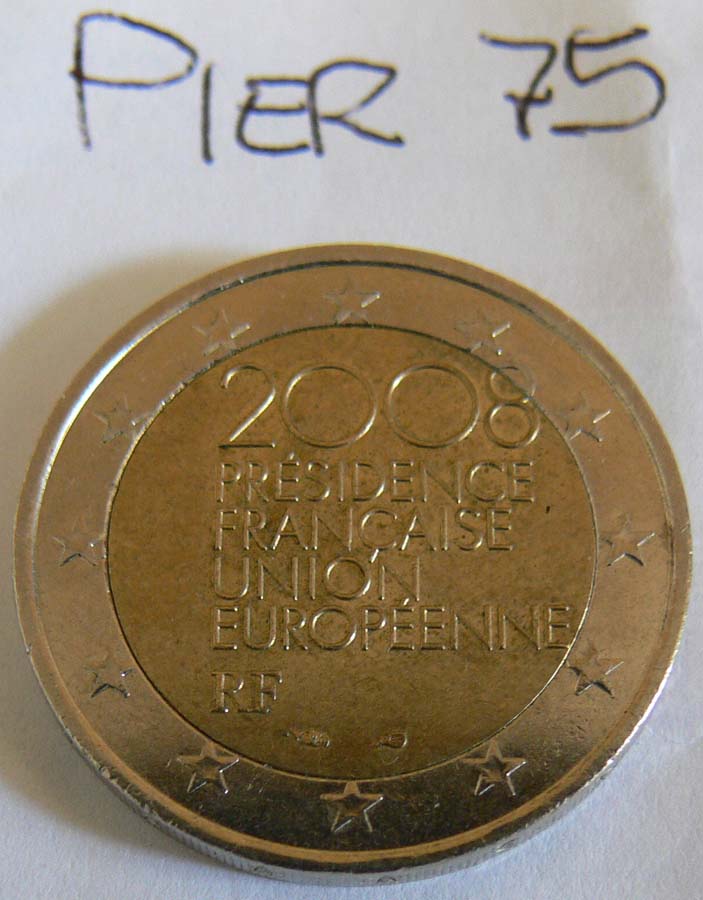 PIER 75
2008
PRÉSIDENCE
FRANÇAISE
UNION
EUROPÉENNE
RF